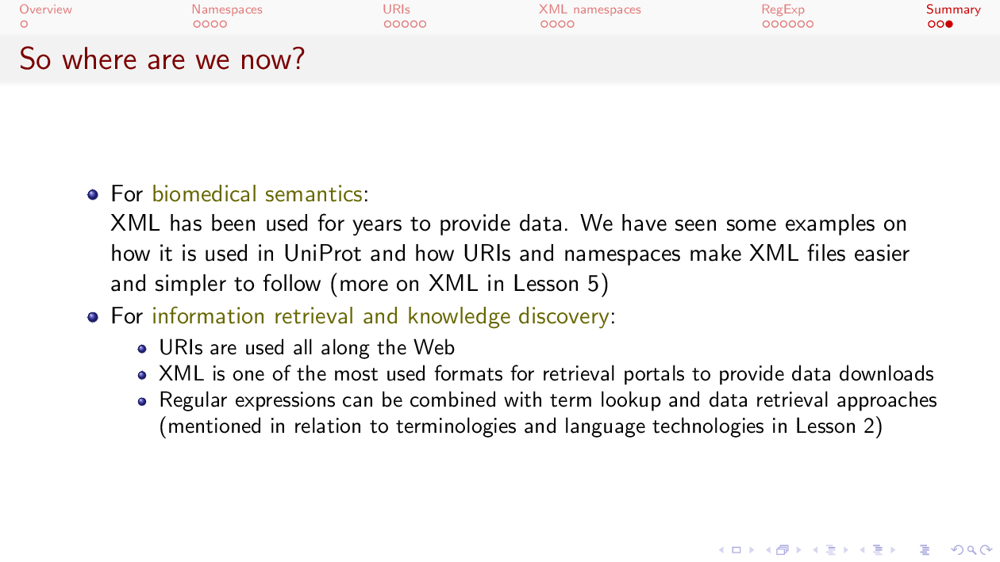 Overview
Namespaces
URIs
XML namespaces
RegExp
Summary
So where are we now?
For biomedical semantics:
XML has been used for years to provide data. We have seen some examples on
how it is used in UniProt and how URIs and namespaces make XML files easier
and simpler to follow (more on XML in Lesson 5)
For information retrieval and knowledge discovery:
URIs are used all along the Web
XML is one of the most used formats for retrieval portals to provide data downloads
Regular expressions can be combined with term lookup and data retrieval approaches
(mentioned in relation to terminologies and language technologies in Lesson 2)